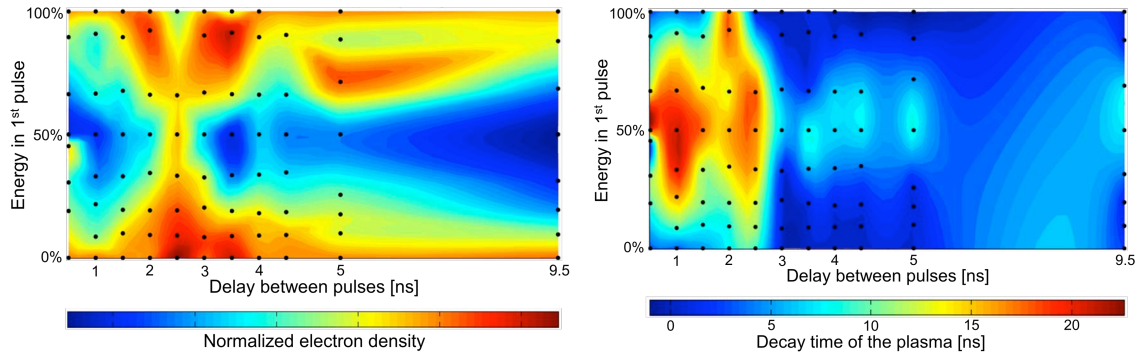 100%
50%
0%
Energy in 1st pulse
1 2 3 4 5 9.5
Delay between pulses [ns]
Normalized electron density
100%
50%
0%
Energy in 1st pulse
1 2 3 4 5 9.5
Delay between pulses [ns]
0 5 10 15 20
Decay time of the plasma [ns]